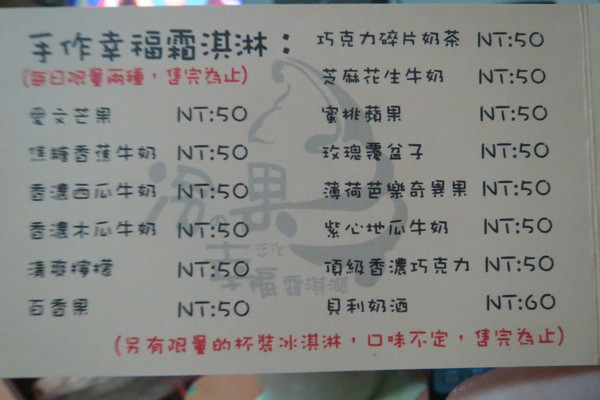 手作幸福霜淇淋：
(每日限量兩種，售完為止)
愛文芒果 NT:50
焦糖香蕉牛奶 NT:50
香濃西瓜牛奶 NT:50
香濃木瓜牛奶 NT:50
清爽檸檬 NT:50
百香果 NT:50
巧克力碎片奶茶 NT:50
芝麻花生牛奶 NT:50
蜜桃蘋果 NT:50
玫瑰覆盆子 NT:50
薄荷芭樂奇異果 NT:50
紫心地瓜牛奶 NT:50
頂級香濃巧克力 NT:50
貝利奶酒 NT:60
(另有限量的杯裝冰淇淋，口味不定，售完為止)
幸福霜淇淋